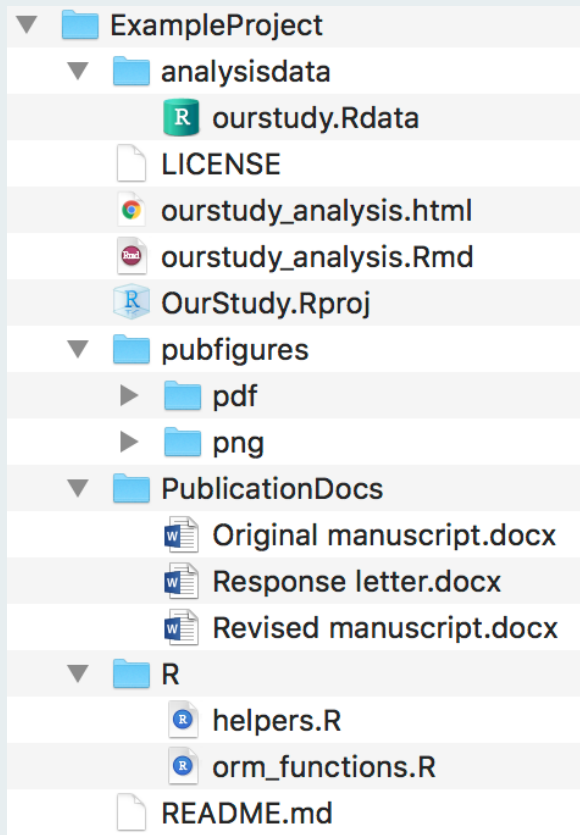 ExampleProject
analysisdata
R ourstudy.Rdata
LICENSE
ourstudy_analysis.html
Rmd ourstudy_analysis.Rmd
R OurStudy.Rproj
pubfigures
pdf
png
PublicationDocs
W Original manuscript.docx
W Response letter.docx
W Revised manuscript.docx
R
R helpers.R
R orm_functions.R
README.md